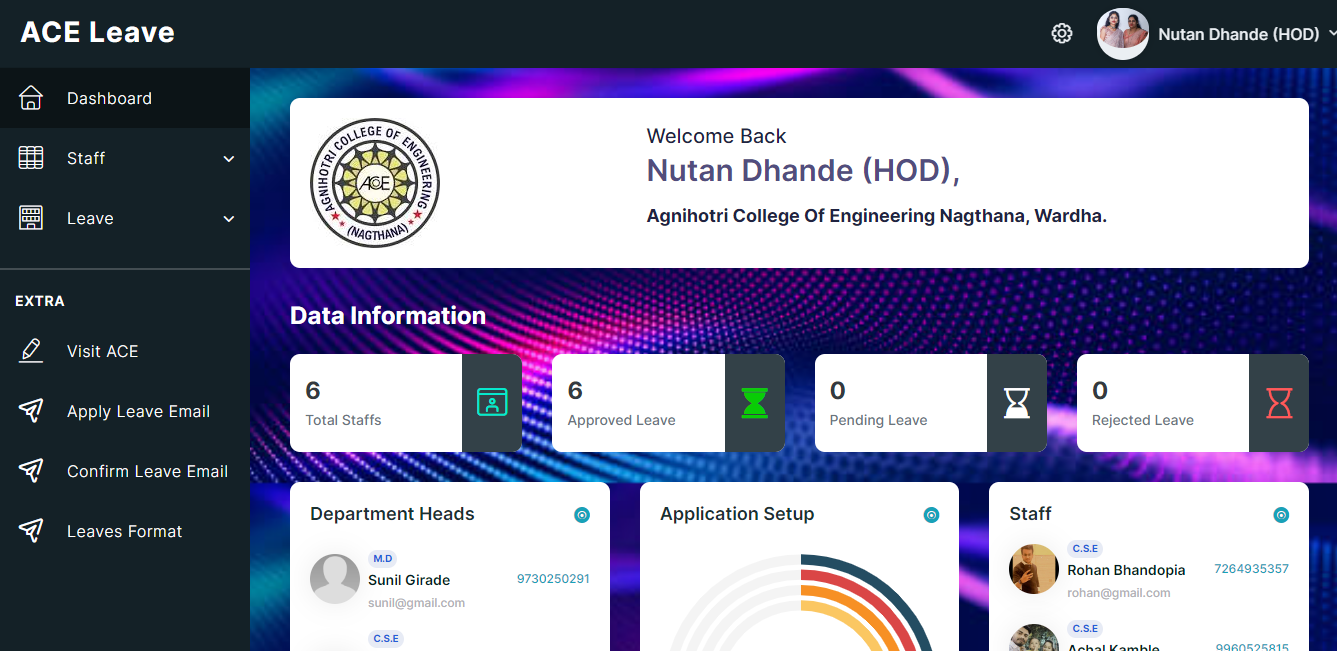 ACE Leave
Nutan Dhande (HOD)
Dashboard
Staff
Leave
EXTRA
Visit ACE
Apply Leave Email
Confirm Leave Email
Leaves Format
AGNIHOTRI COLLEGE OF ENGINEERING
ACE
(NAGTHANA)
Welcome Back
Nutan Dhande (HOD),
Agnihotri College Of Engineering Nagthana, Wardha.
Data Information
6
Total Staffs
6
Approved Leave
0
Pending Leave
0
Rejected Leave
Department Heads
M.D
Sunil Girade
9730250291
sunil@gmail.com
C.S.E
Application Setup
Staff
C.S.E
Rohan Bhandopia
7264935357
rohan@gmail.com
C.S.E
Achal Kamble
9960525815